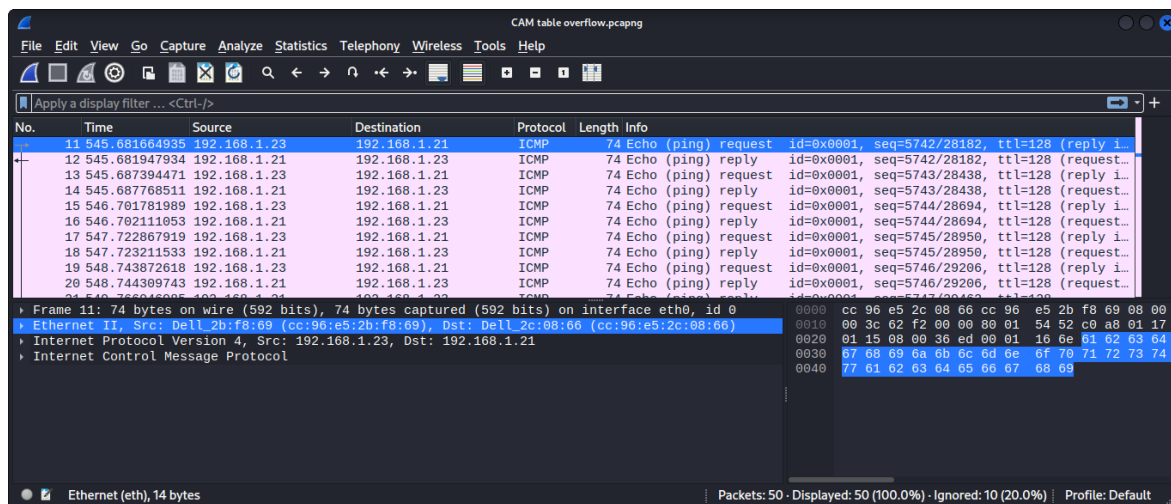 CAM table overflow.pcapng
File Edit View Go Capture Analyze Statistics Telephony Wireless Tools Help
Apply a display filter ... <Ctrl-/>
No. Time Source Destination Protocol Length Info
11 545.681664935 192.168.1.23 192.168.1.21 ICMP 74 Echo (ping) request id=0x0001, seq=5742/28182, ttl=128 (reply i…
12 545.681947934 192.168.1.21 192.168.1.23 ICMP 74 Echo (ping) reply id=0x0001, seq=5742/28182, ttl=128 (request…
13 545.687394471 192.168.1.23 192.168.1.21 ICMP 74 Echo (ping) request id=0x0001, seq=5743/28438, ttl=128 (reply i…
14 545.687768511 192.168.1.21 192.168.1.23 ICMP 74 Echo (ping) reply id=0x0001, seq=5743/28438, ttl=128 (request…
15 546.701781989 192.168.1.23 192.168.1.21 ICMP 74 Echo (ping) request id=0x0001, seq=5744/28694, ttl=128 (reply i…
16 546.702111053 192.168.1.21 192.168.1.23 ICMP 74 Echo (ping) reply id=0x0001, seq=5744/28694, ttl=128 (request…
17 547.722867919 192.168.1.23 192.168.1.21 ICMP 74 Echo (ping) request id=0x0001, seq=5745/28950, ttl=128 (reply i…
18 547.723211533 192.168.1.21 192.168.1.23 ICMP 74 Echo (ping) reply id=0x0001, seq=5745/28950, ttl=128 (request…
19 548.743872618 192.168.1.23 192.168.1.21 ICMP 74 Echo (ping) request id=0x0001, seq=5746/29206, ttl=128 (reply i…
20 548.744309743 192.168.1.21 192.168.1.23 ICMP 74 Echo (ping) reply id=0x0001, seq=5746/29206, ttl=128 (request…
Frame 11: 74 bytes on wire (592 bits), 74 bytes captured (592 bits) on interface eth0, id 0
Ethernet II, Src: Dell_2b:f8:69 (cc:96:e5:2b:f8:69), Dst: Dell_2c:08:66 (cc:96:e5:2c:08:66)
Internet Protocol Version 4, Src: 192.168.1.23, Dst: 192.168.1.21
Internet Control Message Protocol
0000 cc 96 e5 2c 08 66 cc 96 e5 2b f8 69 08 00
0010 00 3c 62 f2 00 00 80 01 54 52 c0 a8 01 17
0020 01 15 08 00 36 ed 00 01 16 6e 61 62 63 64
0030 67 68 69 6a 6b 6c 6d 6e 6f 70 71 72 73 74
0040 77 61 62 63 64 65 66 67 68 69
Ethernet (eth), 14 bytes
Packets: 50 · Displayed: 50 (100.0%) · Ignored: 10 (20.0%)
Profile: Default